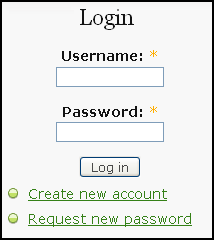 Login
Username: *
Password: *
Log in
Create new account
Request new password